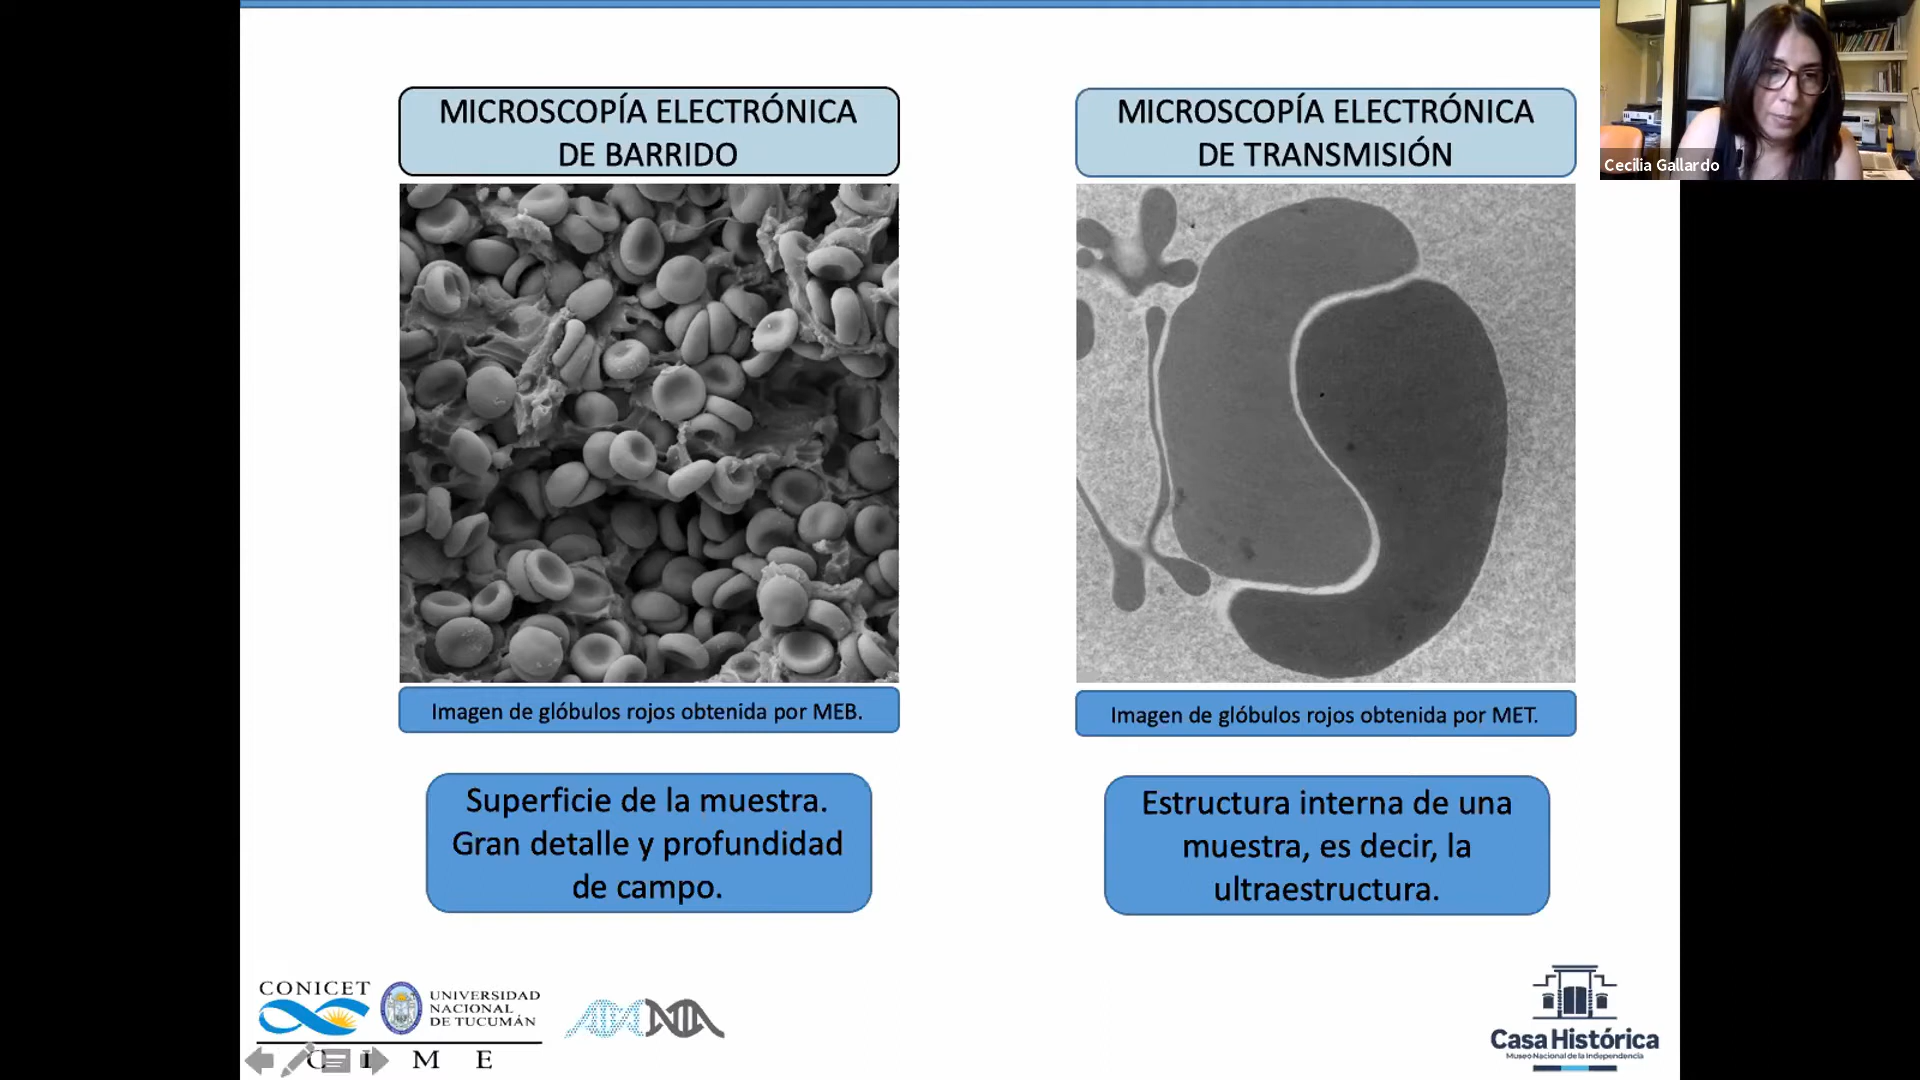 MICROSCOPÍA ELECTRÓNICA
DE BARRIDO
Imagen de glóbulos rojos obtenida por MEB.
Superficie de la muestra.
Gran detalle y profundidad
de campo.
MICROSCOPÍA ELECTRÓNICA
DE TRANSMISIÓN
Imagen de glóbulos rojos obtenida por MET.
Estructura interna de una
muestra, es decir, la
ultraestructura.
Cecilia Gallardo
CONICET
UNIVERSIDAD
NACIONAL
DE TUCUMÁN
C I M E
Casa Histórica
Museo Nacional de la Independencia